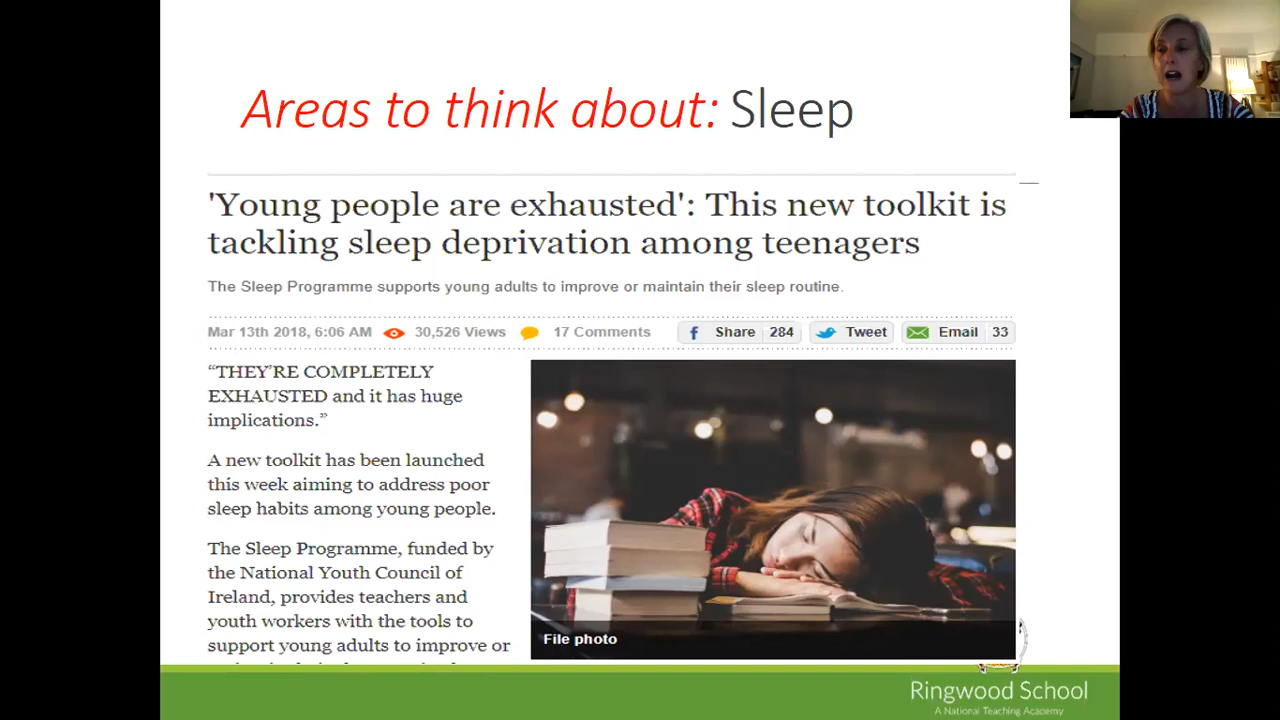 Areas to think about: Sleep
'Young people are exhausted': This new toolkit is
tackling sleep deprivation among teenagers
The Sleep Programme supports young adults to improve or maintain their sleep routine.
Mar 13th 2018, 6:06 AM 30,526 Views 17 Comments Share 284 Tweet Email 33
“THEY’RE COMPLETELY
EXHAUSTED and it has huge
implications.”
A new toolkit has been launched
this week aiming to address poor
sleep habits among young people.
The Sleep Programme, funded by
the National Youth Council of
Ireland, provides teachers and
youth workers with the tools to
support young adults to improve or
File photo
Ringwood School
A National Teaching Academy